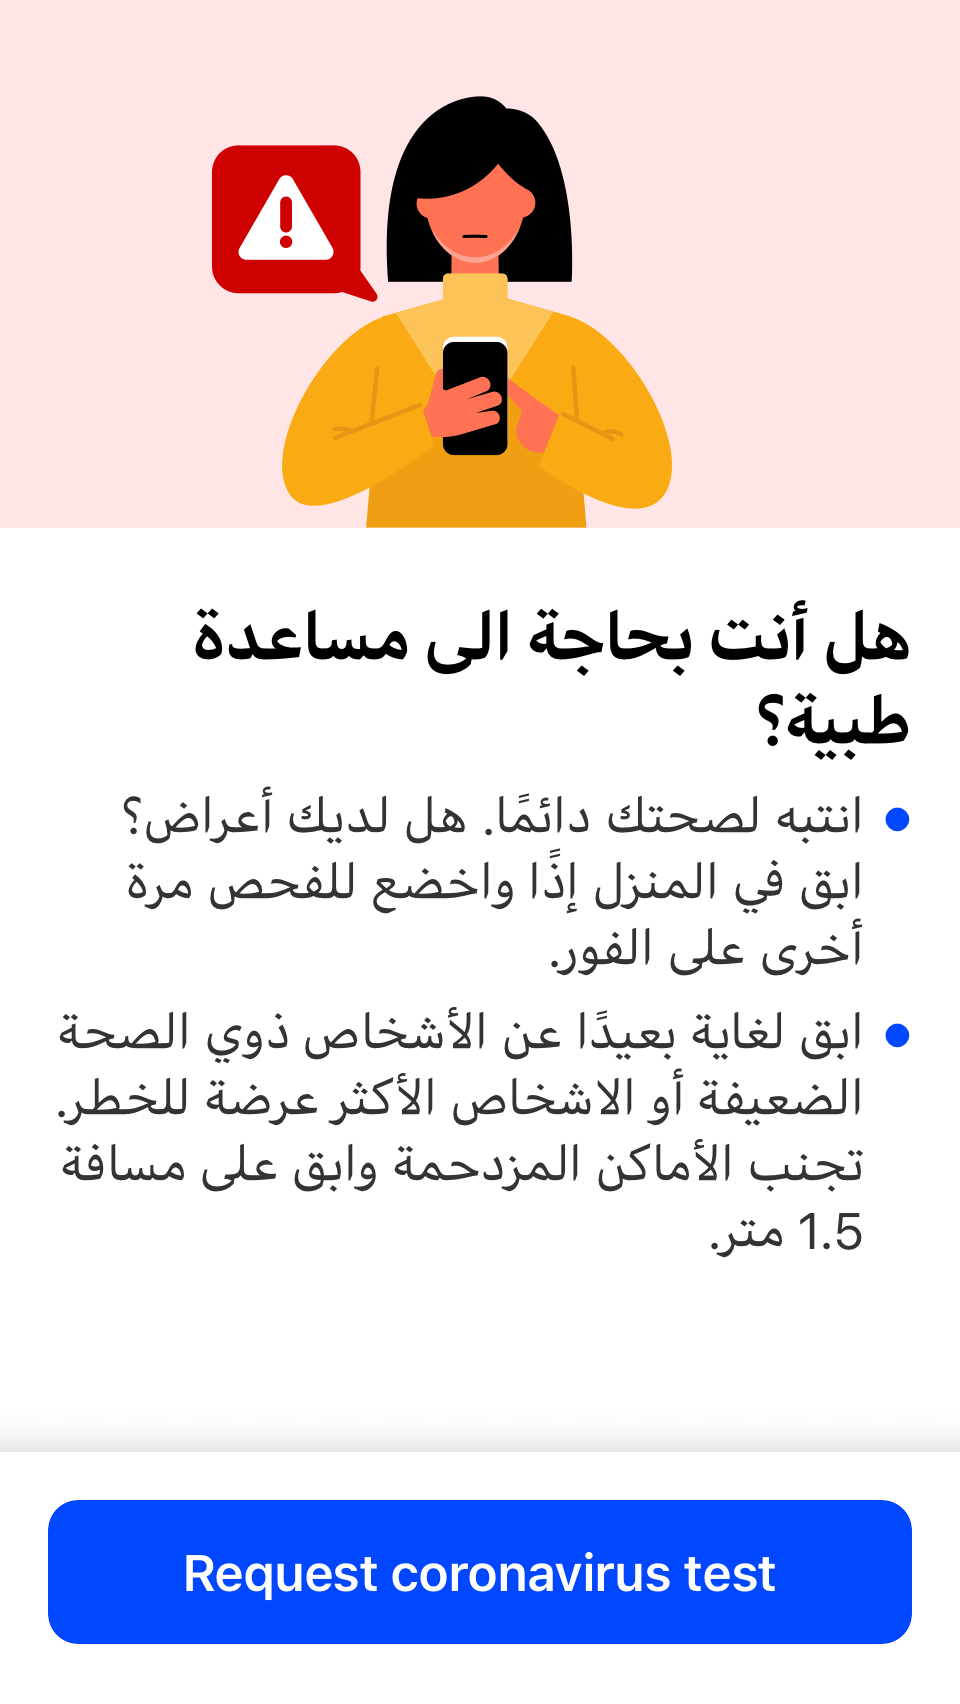 هل أنت بحاجة الى مساعدة
طبية؟
انتبه لصحتك دائمًا. هل لديك أعراض؟
ابق في المنزل إذًا واخضع للفحص مرة
أخرى على الفور.
ابق لغاية بعيدًا عن الأشخاص ذوي الصحة
الضعيفة أو الاشخاص الأكثر عرضة للخطر.
تجنب الأماكن المزدحمة وابق على مسافة
1.5 متر.
Request coronavirus test